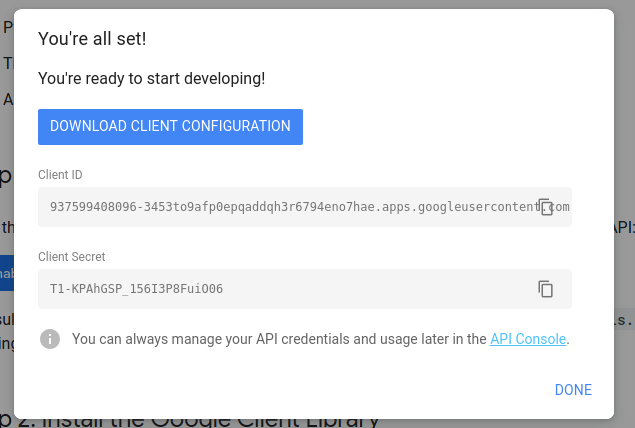 You're all set!
You're ready to start developing!
DOWNLOAD CLIENT CONFIGURATION
Client ID
937599408096-3453to9afp0epqaddqh3r6794eno7hae.apps.googleusercontent.com
Client Secret
T1-KPAhGSP_156I3P8FuiO06
You can always manage your API credentials and usage later in the API Console.
DONE
p 2: Install the Google Client Library